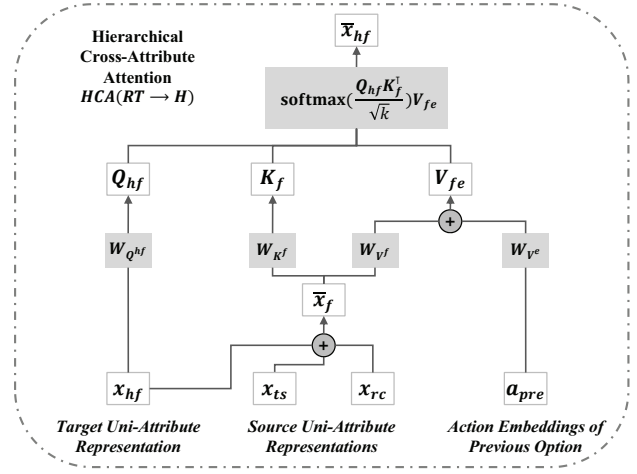 x̅_hf
Hierarchical
Cross-Attribute
Attention
HCA(RT → H)
softmax(Q_hf K_f^⊺ / √k)V_fe
Q_hf K_f V_fe
+
W_Q^hf W_K^f W_V^f W_V^e
x̅_f
+
x_hf x_ts x_rc a_pre
Target Uni-Attribute
Representation
Source Uni-Attribute
Representations
Action Embeddings of
Previous Option